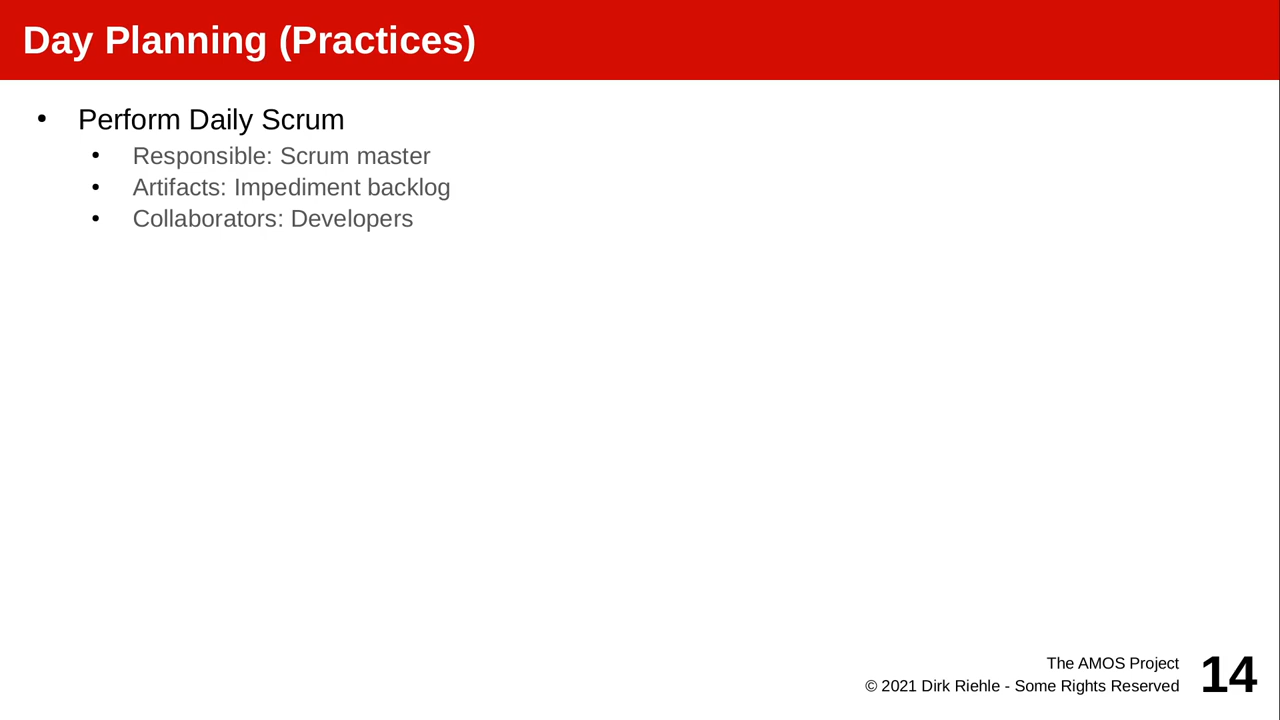 Day Planning (Practices)
• Perform Daily Scrum
• Responsible: Scrum master
• Artifacts: Impediment backlog
• Collaborators: Developers
The AMOS Project
© 2021 Dirk Riehle - Some Rights Reserved
14